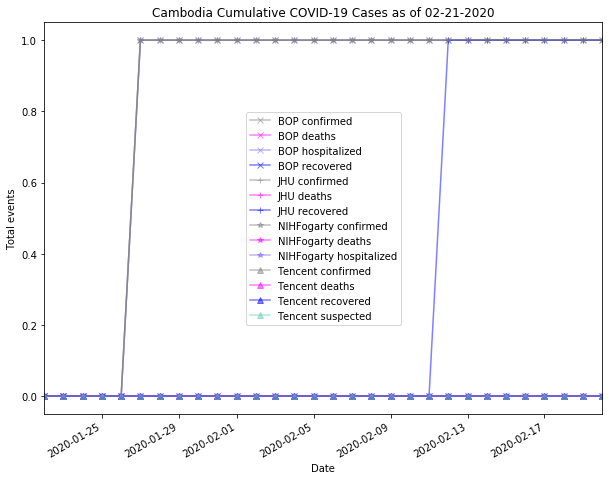 Cambodia Cumulative COVID-19 Cases as of 02-21-2020
Total events
1.0
0.8
0.6
0.4
0.2
0.0
BOP confirmed
BOP deaths
BOP hospitalized
BOP recovered
JHU confirmed
JHU deaths
JHU recovered
NIHFogarty confirmed
NIHFogarty deaths
NIHFogarty hospitalized
Tencent confirmed
Tencent deaths
Tencent recovered
Tencent suspected
2020-01-25
2020-01-29
2020-02-01
2020-02-05
2020-02-09
2020-02-13
2020-02-17
Date